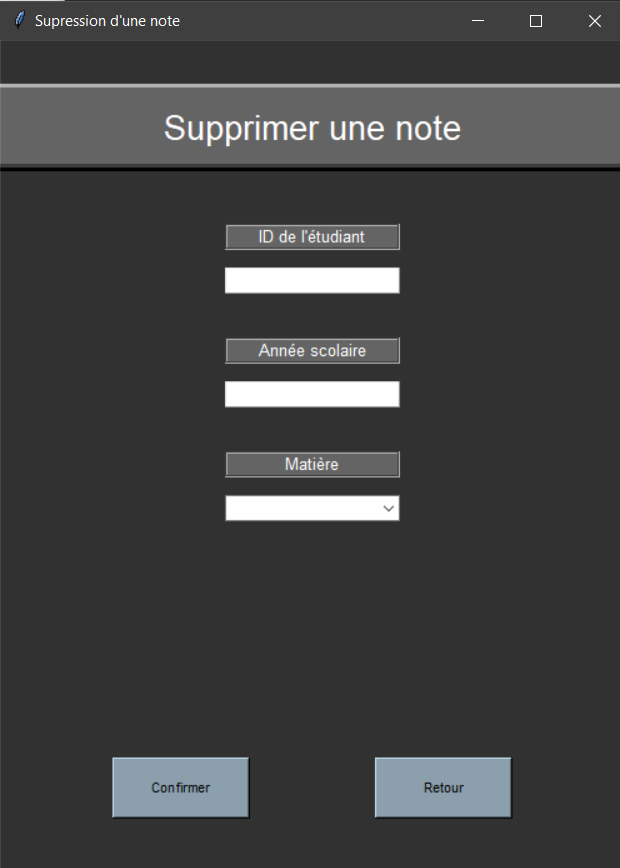 Supression d'une note
Supprimer une note
ID de l'étudiant
Année scolaire
Matière
Confirmer
Retour